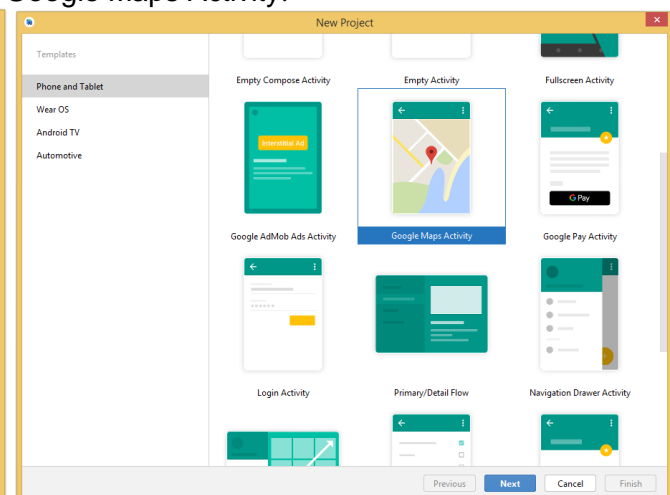 Google Maps Activity.
New Project
Templates
Phone and Tablet
Wear OS
Android TV
Automotive
Empty Compose Activity
Empty Activity
Fullscreen Activity
Interstitial Ad
G Pay
Google AdMob Ads Activity
Google Maps Activity
Google Pay Activity
Login Activity
Primary/Detail Flow
Navigation Drawer Activity
Previous
Next
Cancel
Finish